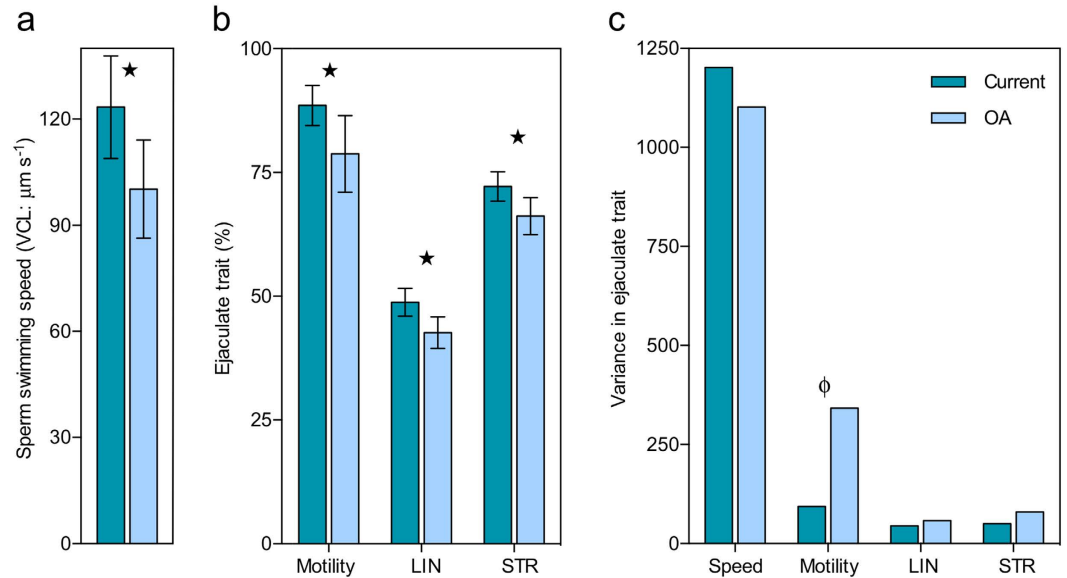 a
Sperm swimming speed (VCL: μm s⁻¹)
120
90
60
30
0
★
b
Ejaculate trait (%)
100
75
50
25
0
★
★
★
Motility LIN STR
c
Variance in ejaculate trait
1250
1000
750
500
250
0
Current
OA
ϕ
Speed Motility LIN STR